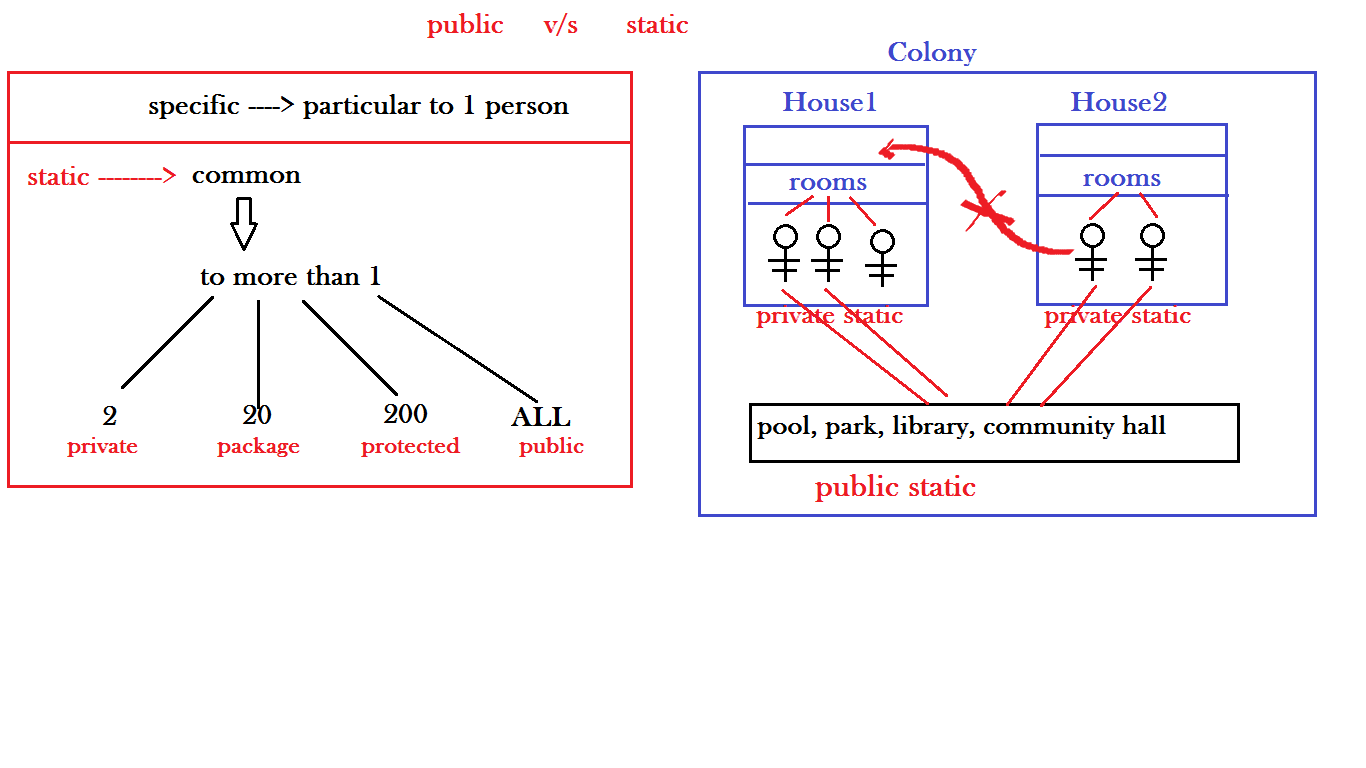 public v/s static
specific ----> particular to 1 person
static --------> common
to more than 1
2 20 200 ALL
private package protected public
Colony
House1 House2
rooms rooms
private static private static
pool, park, library, community hall
public static